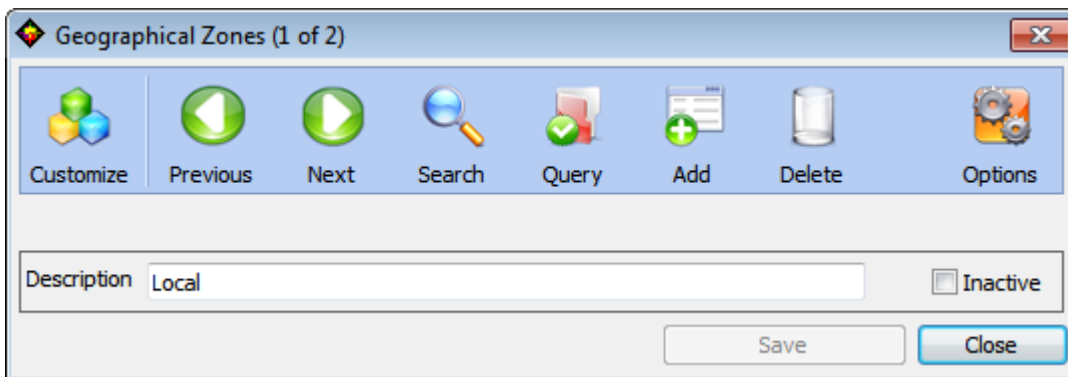 Geographical Zones (1 of 2)
Customize Previous Next Search Query Add Delete Options
Description Local Inactive
Save Close